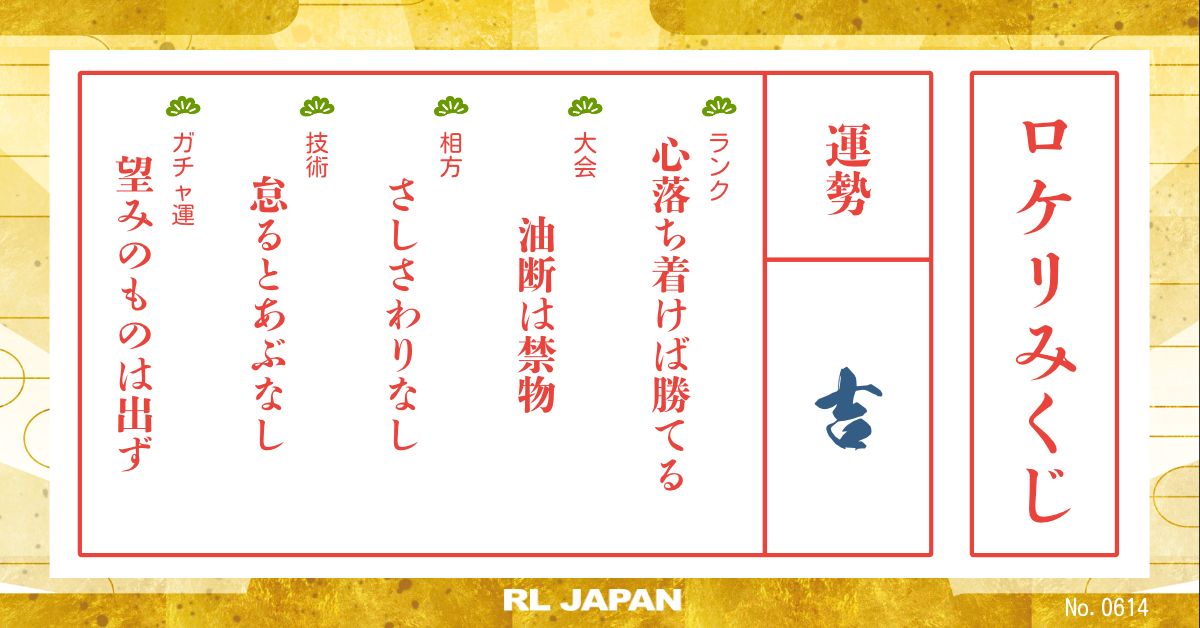 ロケリみくじ
運勢
吉
ランク
心落ち着けば勝てる
大会
油断は禁物
相方
さしさわりなし
技術
怠るとあぶなし
ガチャ運
望みのものは出ず
RL JAPAN
No. 0614